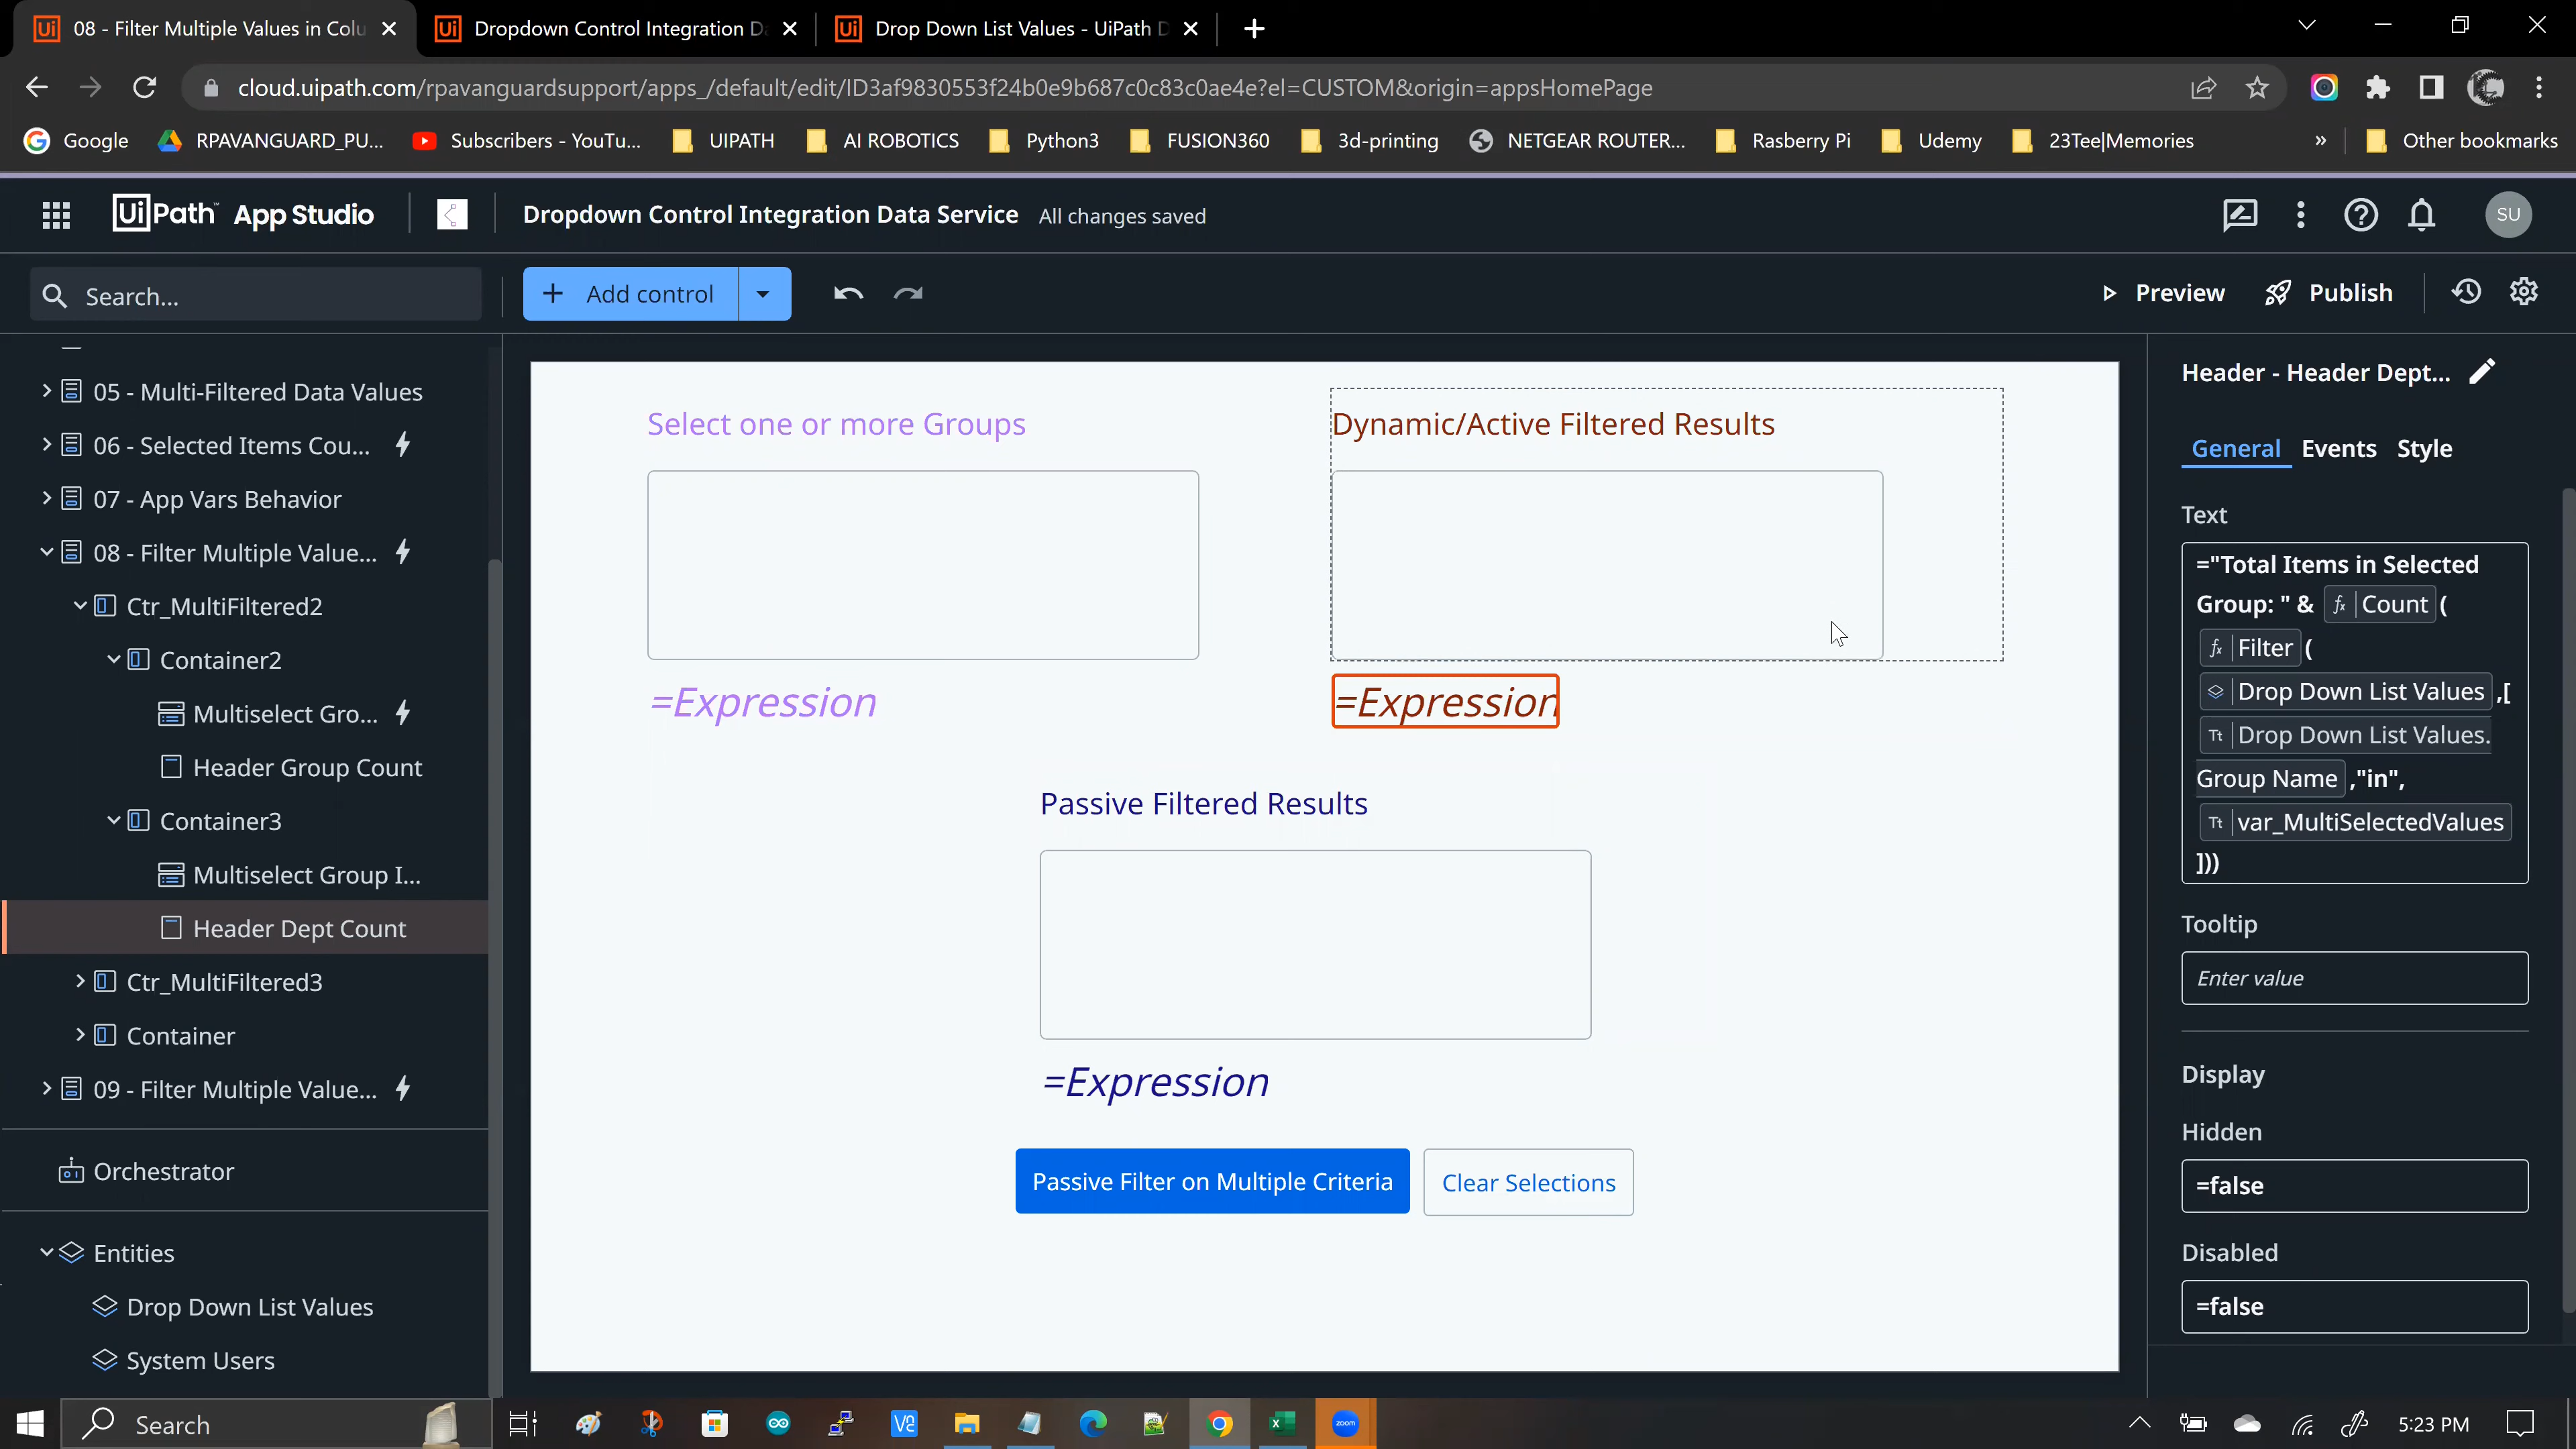 08 - Filter Multiple Values in Colu
Dropdown Control Integration Da
Drop Down List Values - UiPath D
cloud.uipath.com/rpavanguardsupport/apps_/default/edit/ID3af9830553f24b0e9b687c0c83c0ae4e?el=CUSTOM&origin=appsHomePage
Google
RPAVANGUARD_PU...
Subscribers - YouTu...
UIPATH
AI ROBOTICS
Python3
FUSION360
3d-printing
NETGEAR ROUTER...
Rasberry Pi
Udemy
23Tee|Memories
»
Other bookmarks
UiPath™ App Studio
Dropdown Control Integration Data Service
All changes saved
SU
Search...
+ Add control
Preview
Publish
05 - Multi-Filtered Data Values
06 - Selected Items Cou...
07 - App Vars Behavior
08 - Filter Multiple Value...
Ctr_MultiFiltered2
Container2
Multiselect Gro...
Header Group Count
Container3
Multiselect Group I...
Header Dept Count
Ctr_MultiFiltered3
Container
09 - Filter Multiple Value...
Orchestrator
Entities
Drop Down List Values
System Users
Select one or more Groups
=Expression
Dynamic/Active Filtered Results
=Expression
Passive Filtered Results
=Expression
Passive Filter on Multiple Criteria
Clear Selections
Header - Header Dept...
General
Events
Style
Text
="Total Items in Selected
Group: " & fx Count (
fx Filter (
Drop Down List Values ,[
Tt Drop Down List Values.
Group Name ,"in",
Tt var_MultiSelectedValues
]))
Tooltip
Enter value
Display
Hidden
=false
Disabled
=false
Search
zoom
5:23 PM